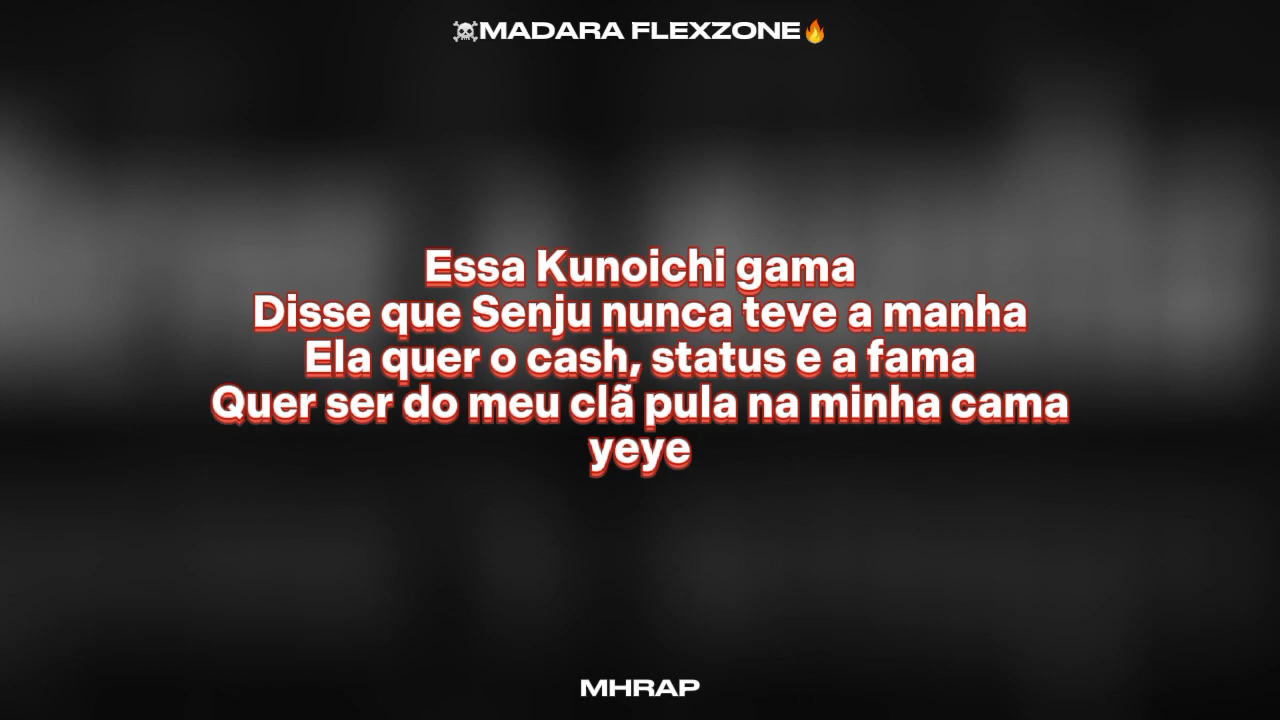 ☠️MADARA FLEXZONE🔥
Essa Kunoichi gama
Disse que Senju nunca teve a manha
Ela quer o cash, status e a fama
Quer ser do meu clã pula na minha cama
yeye
MHRAP